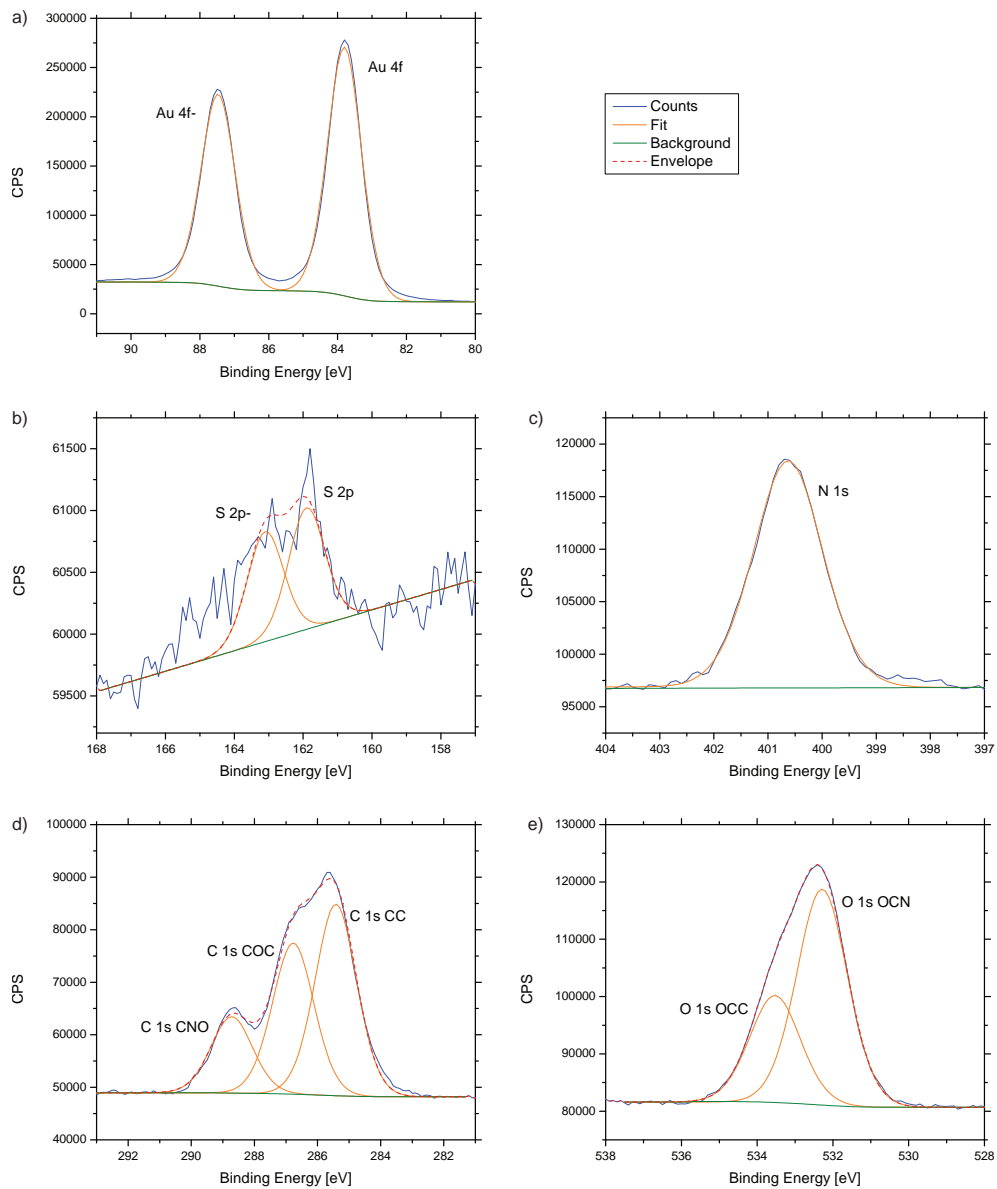 a)
300000
250000
200000
150000
100000
50000
0
CPS
Au 4f-
Au 4f
90 88 86 84 82 80
Binding Energy [eV]
Counts
Fit
Background
Envelope
b)
61500
61000
60500
60000
59500
CPS
S 2p-
S 2p
168 166 164 162 160 158
Binding Energy [eV]
c)
120000
115000
110000
105000
100000
95000
CPS
N 1s
404 403 402 401 400 399 398 397
Binding Energy [eV]
d)
100000
90000
80000
70000
60000
50000
40000
CPS
C 1s CNO
C 1s COC
C 1s CC
292 290 288 286 284 282
Binding Energy [eV]
e)
130000
120000
110000
100000
90000
80000
CPS
O 1s OCC
O 1s OCN
538 536 534 532 530 528
Binding Energy [eV]